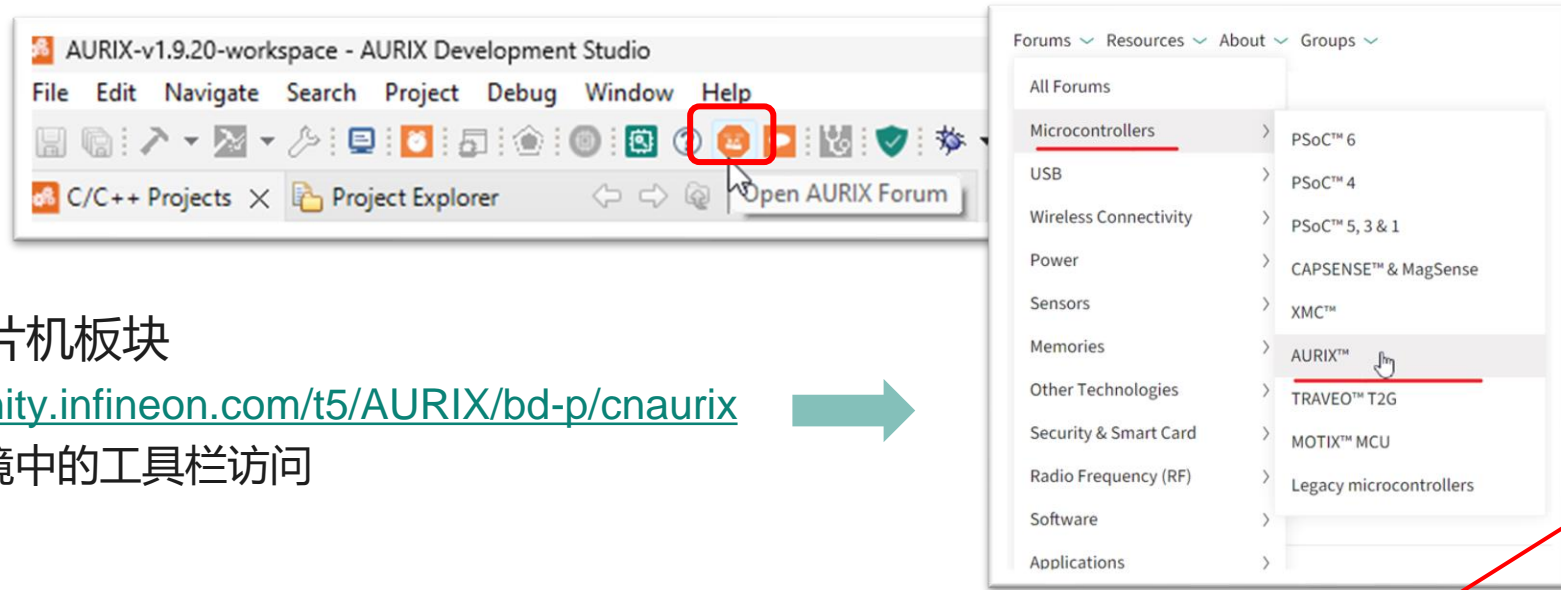 AURIX-v1.9.20-workspace - AURIX Development Studio
File Edit Navigate Search Project Debug Window Help
C/C++ Projects Project Explorer
Open AURIX Forum
片机板块
nity.infineon.com/t5/AURIX/bd-p/cnaurix
境中的工具栏访问
Forums Resources About Groups
All Forums
Microcontrollers
USB
Wireless Connectivity
Power
Sensors
Memories
Other Technologies
Security & Smart Card
Radio Frequency (RF)
Software
Applications
PSoC™ 6
PSoC™ 4
PSoC™ 5, 3 & 1
CAPSENSE™ & MagSense
XMC™
AURIX™
TRAVEO™ T2G
MOTIX™ MCU
Legacy microcontrollers